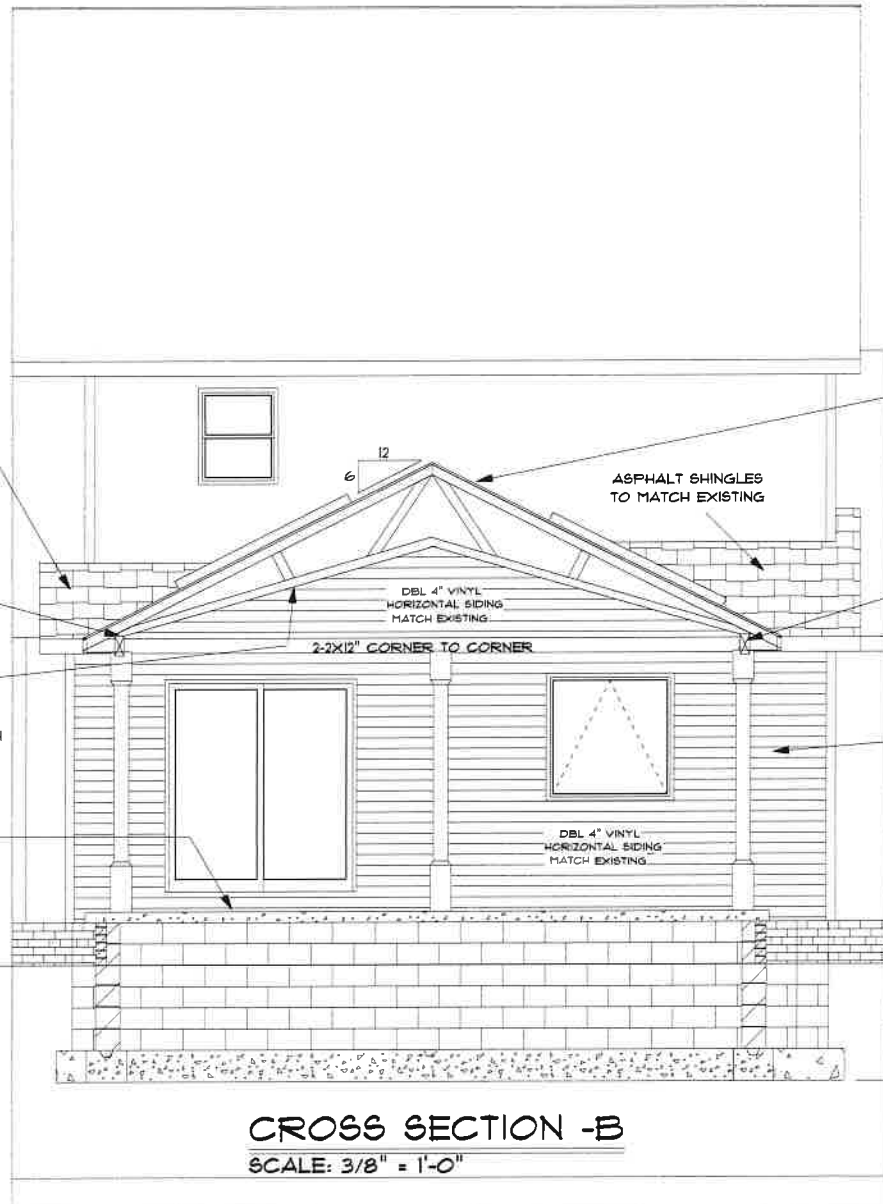 12
6
ASPHALT SHINGLES
TO MATCH EXISTING
DBL 4" VINYL
HORIZONTAL SIDING
MATCH EXISTING
2-2X12" CORNER TO CORNER
DBL 4" VINYL
HORIZONTAL SIDING
MATCH EXISTING
CROSS SECTION -B
SCALE: 3/8" = 1'-0"